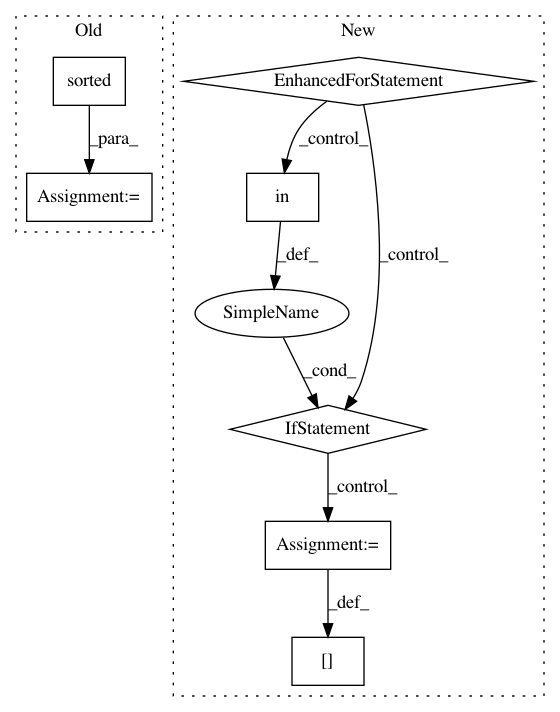 Old
New
sorted
EnhancedForStatement
_para_
_control_
Assignment:=
in
_control_
_def_
SimpleName
_cond_
IfStatement
_control_
Assignment:=
_def_
[]